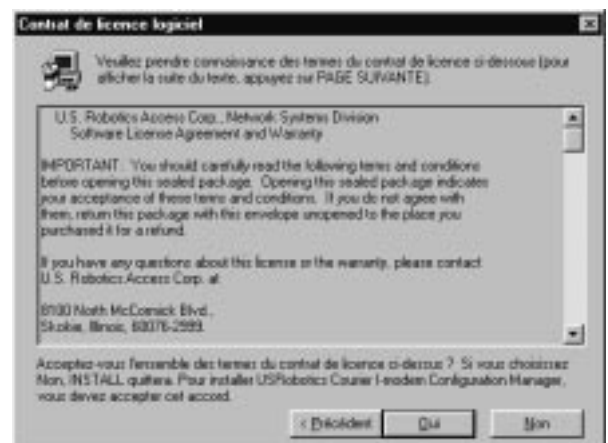 Contrat de licence logiciel
Veuillez prendre connaissance des termes du contrat de licence ci-dessous (pour
afficher la suite du texte, appuyez sur PAGE SUIVANTE).
U.S. Robotics Access Corp., Network Systems Division
Software License Agreement and Warranty
IMPORTANT: You should carefully read the following terms and conditions
before opening this sealed package. Opening this sealed package indicates
your acceptance of these terms and conditions. If you do not agree with
them, return this package with this envelope unopened to the place you
purchased it for a refund.
If you have any questions about this license or the warranty, please contact
U.S. Robotics Access Corp. at
8100 North McCormick Blvd.,
Skokie, Illinois, 60076-2999.
Acceptez-vous l'ensemble des termes du contrat de licence ci-dessus ? Si vous choisissez
Non, INSTALL quittera. Pour installer USRobotics Courier I-modem Configuration Manager,
vous devez accepter cet accord.
< Précédent
Oui
Non